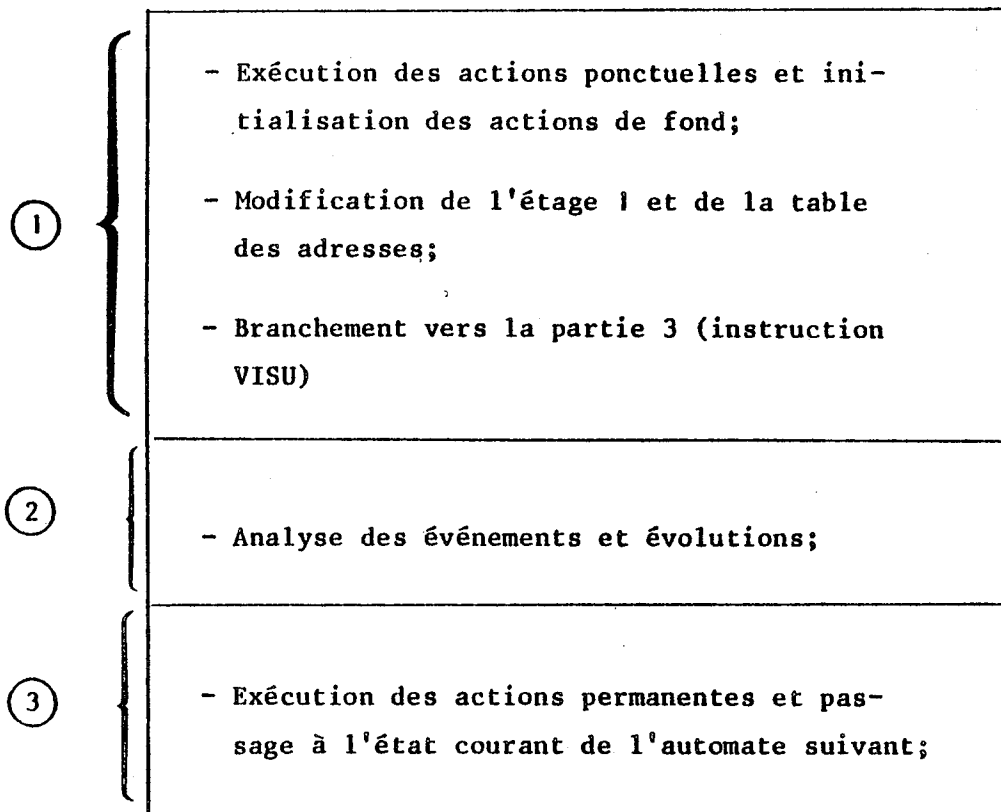 - Exécution des actions ponctuelles et ini-
tialisation des actions de fond;
1
- Modification de l'étage 1 et de la table
des adresses;
- Branchement vers la partie 3 (instruction
VISU)
2
- Analyse des événements et évolutions;
3
- Exécution des actions permanentes et pas-
sage à l'état courant de l'automate suivant;